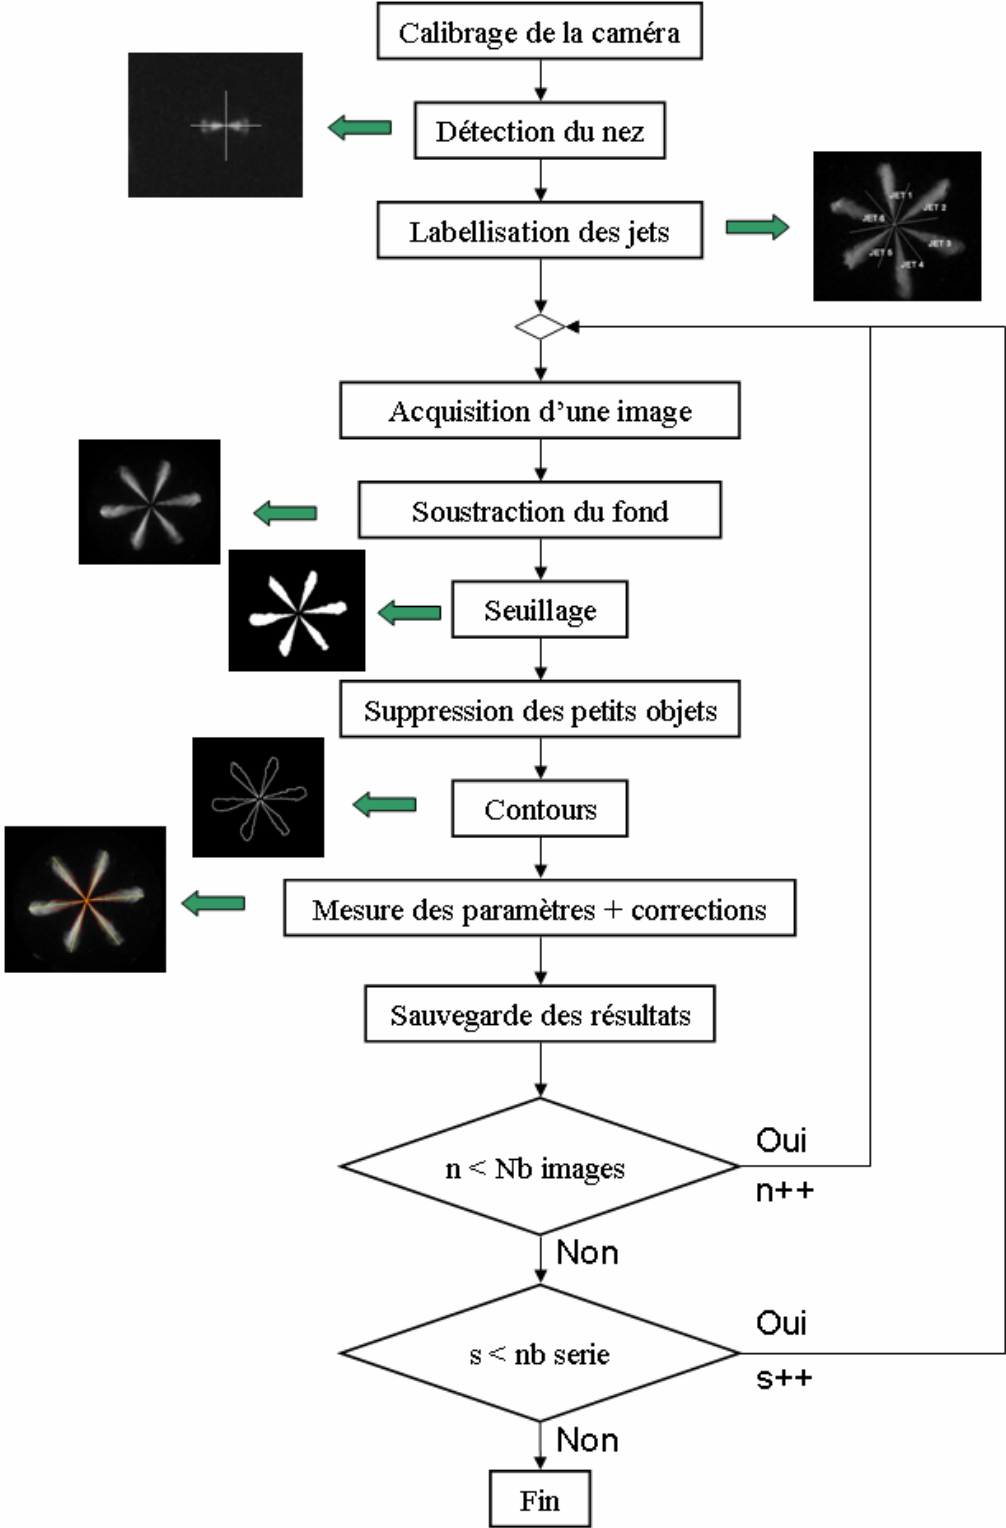 Calibrage de la caméra
Détection du nez
Labellisation des jets
JET 1
JET 2
JET 6
JET 3
JET 5
JET 4
Acquisition d’une image
Soustraction du fond
Seuillage
Suppression des petits objets
Contours
Mesure des paramètres + corrections
Sauvegarde des résultats
n < Nb images
Oui
n++
Non
s < nb serie
Oui
s++
Non
Fin